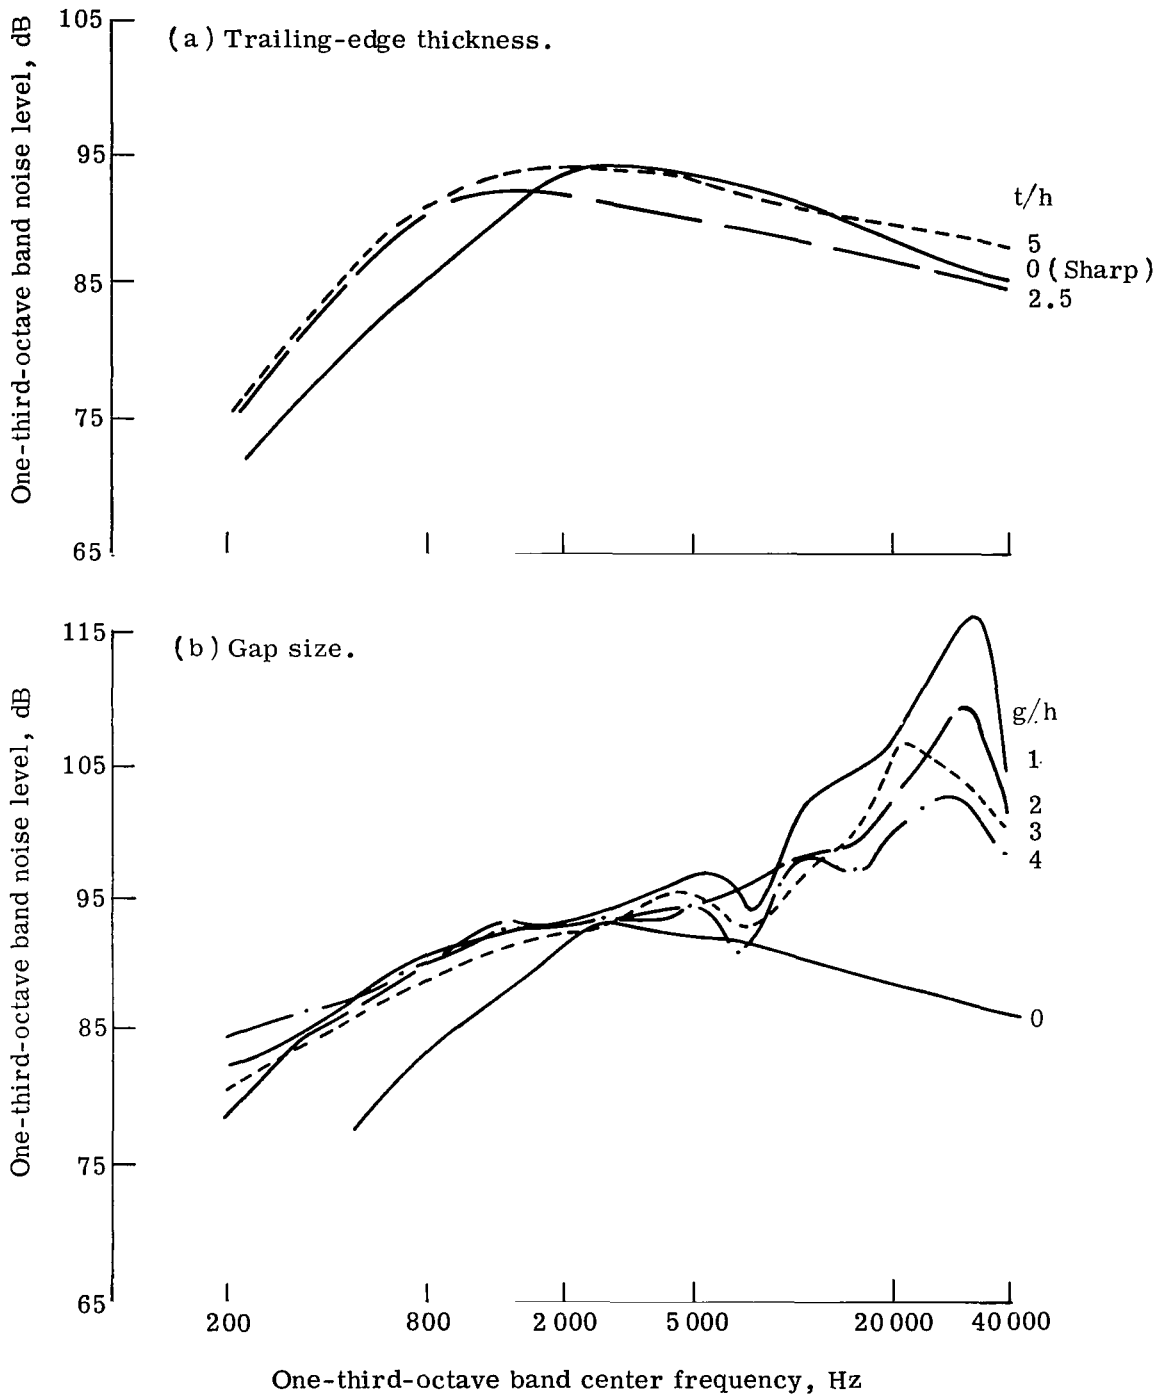 (a) Trailing-edge thickness.
One-third-octave band noise level, dB
105
95
85
75
65
t/h
5
0 (Sharp)
2.5
(b) Gap size.
One-third-octave band noise level, dB
115
105
95
85
75
65
g/h
1
2
3
4
0
200 800 2 000 5 000 20 000 40 000
One-third-octave band center frequency, Hz